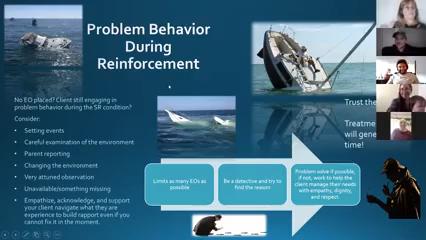 Problem Behavior
During
Reinforcement
No EO placed? Client still engaging in
problem behavior during the SR condition?
Consider:
• Setting events
• Careful examination of the environment
• Parent reporting
• Changing the environment
• Very attured observation
• Unavailable/something missing
• Empathize, acknowledge, and support
your client navigate what they are
experience to build rapport even if you
cannot fix it in the moment.
Limits as many EOs as
possible
Be a detective and try to
find the reason
Problem solve if possible,
if not, work to help the
client manage their needs
with empathy, dignity,
and respect.
Trust the
Treatme
will gene
time!